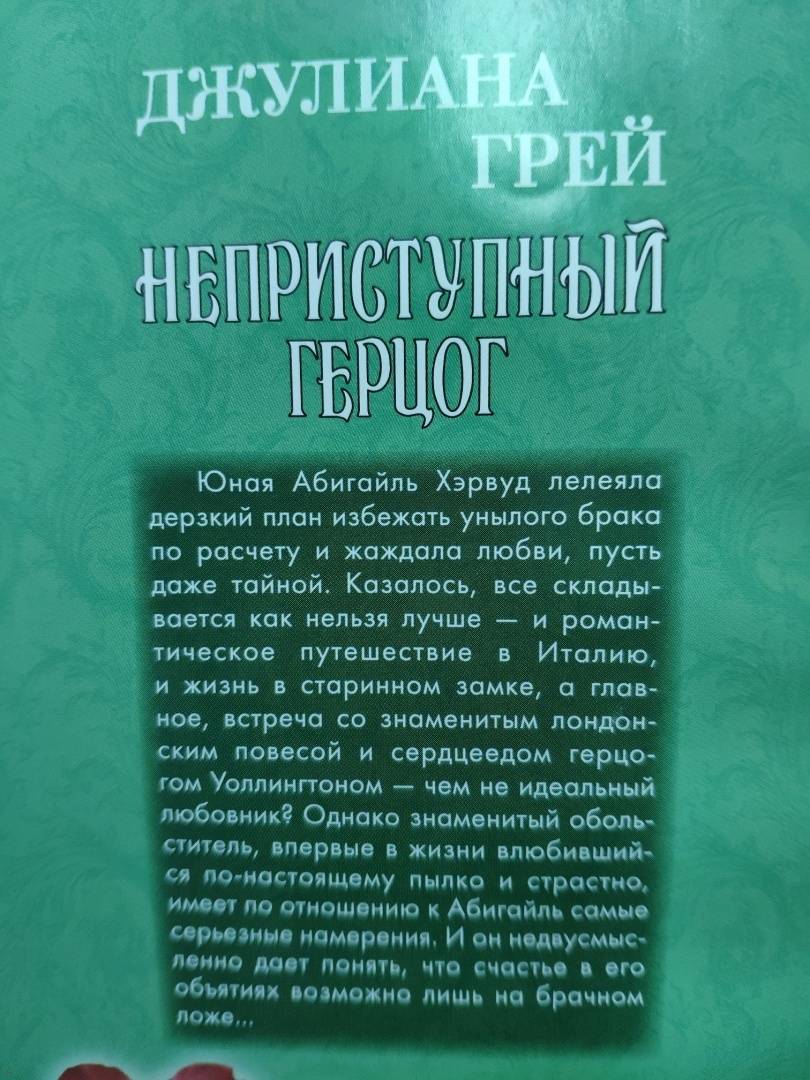 ДЖУЛИАНА
ГРЕЙ
НЕПРИСТУПНЫЙ
ГЕРЦОГ
Юная Абигайль Хэрвуд лелеяла
дерзкий план избежать унылого брака
по расчету и жаждала любви, пусть
даже тайной. Казалось, все склады-
вается как нельзя лучше — и роман-
тическое путешествие в Италию,
и жизнь в старинном замке, а глав-
ное, встреча со знаменитым лондон-
ским повесой и сердцеедом герцо-
гом Уоллингтоном — чем не идеальный
любовник? Однако знаменитый оболь-
ститель, впервые в жизни влюбивший-
ся по-настоящему пылко и страстно,
имеет по отношению к Абигайль самые
серьезные намерения. И он недвусмыс-
ленно дает понять, что счастье в его
объятиях возможно лишь на брачном
ложе...